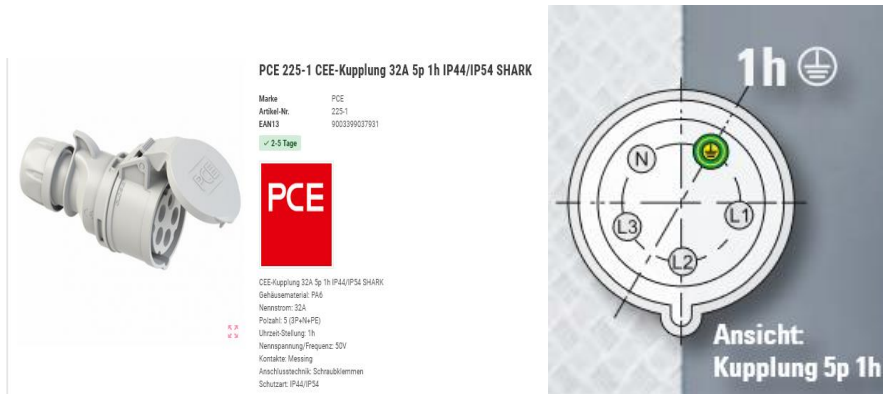 PCE 225-1 CEE-Kupplung 32A 5p 1h IP44/IP54 SHARK
Marke PCE
Artikel-Nr. 225-1
EAN13 9003399037931
✓ 2-5 Tage
PCE
CEE-Kupplung 32A 5p 1h IP44/IP54 SHARK
Gehäusematerial: PA6
Nennstrom: 32A
Polzahl: 5 (3P+N+PE)
Uhrzeit-Stellung: 1h
Nennspannung/Frequenz: 50V
Kontakte: Messing
Anschlusstechnik: Schraubklemmen
Schutzart: IP44/IP54
PCE
1h
N
L1
L3
L2
Ansicht:
Kupplung 5p 1h